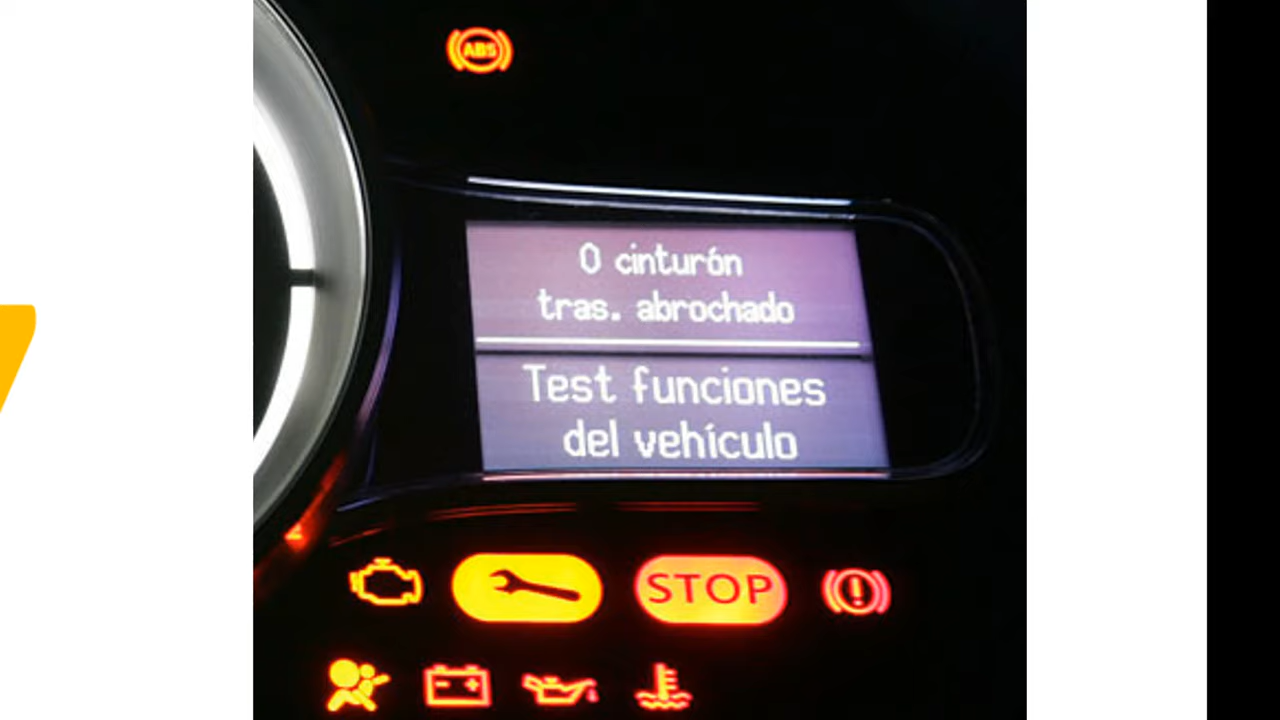 ABS
0 cinturón
tras. abrochado
Test funciones
del vehículo
STOP